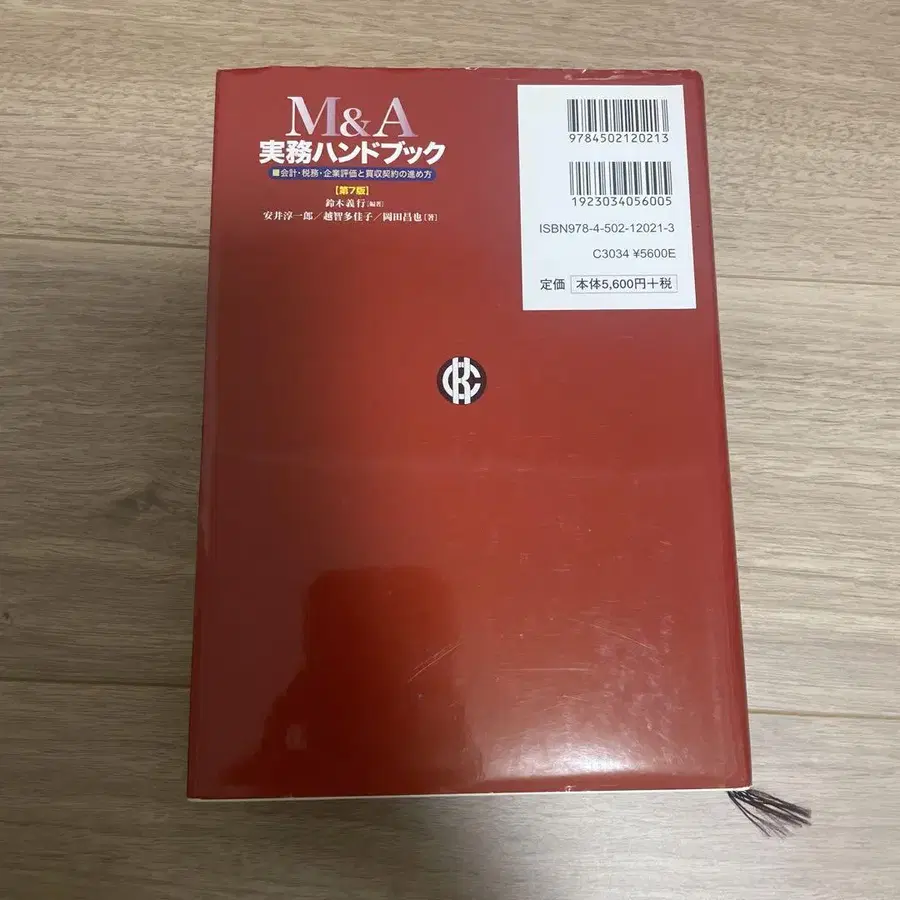 M&A
実務ハンドブック
■会計・税務・企業評価と買収契約の進め方
【第7版】
鈴木義行[編著]
安井淳一郎／越智多佳子／岡田昌也[著]
9784502120213
1923034056005
ISBN978-4-502-12021-3
C3034 ¥5600E
定価 本体5,600円+税